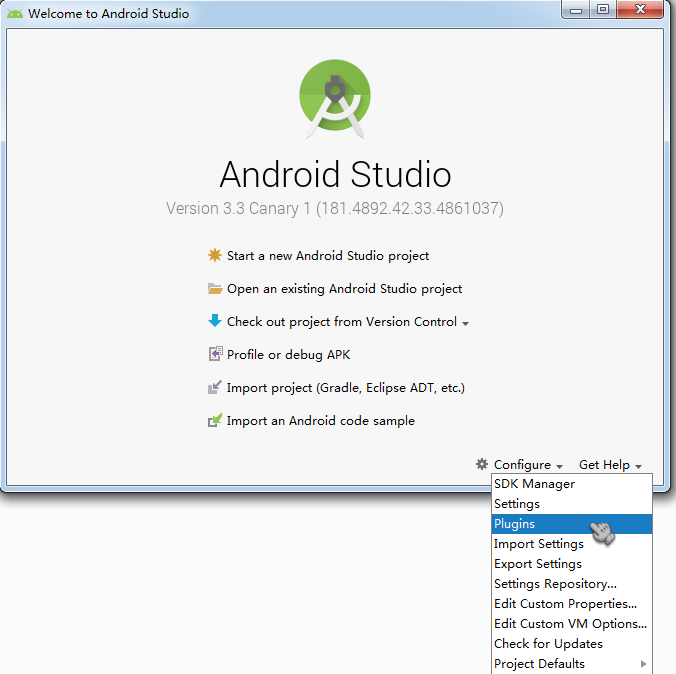 Welcome to Android Studio
Android Studio
Version 3.3 Canary 1 (181.4892.42.33.4861037)
Start a new Android Studio project
Open an existing Android Studio project
Check out project from Version Control
Profile or debug APK
Import project (Gradle, Eclipse ADT, etc.)
Import an Android code sample
Configure Get Help
SDK Manager
Settings
Plugins
Import Settings
Export Settings
Settings Repository...
Edit Custom Properties...
Edit Custom VM Options...
Check for Updates
Project Defaults